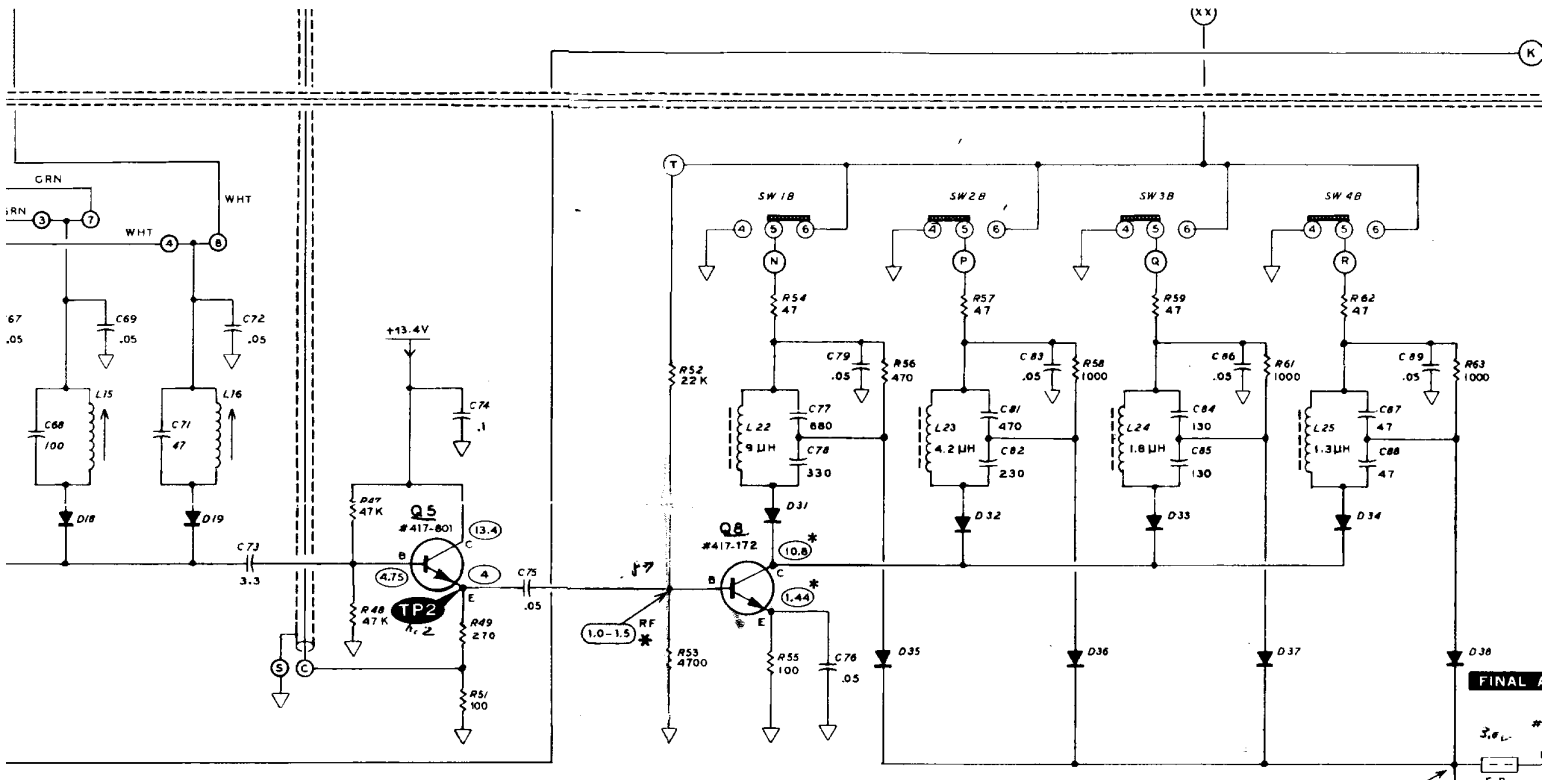 XX
K
GRN
3
7
WHT
WHT
4
8
T
SW 1B
SW 2B
SW 3B
SW 4B
4
5
6
4
5
6
4
5
6
4
5
6
N
P
Q
R
R54
47
R57
47
R59
47
R62
47
.05
C69
.05
C72
.05
+13.4V
R52
22K
C79
.05
R56
470
C83
.05
R58
1000
C86
.05
R61
1000
C89
.05
R63
1000
L15
L16
C68
100
C71
47
C74
.1
L22
9 μH
C77
680
C78
330
L23
4.2 μH
C81
470
C82
230
L24
1.8 μH
C84
130
C85
130
L25
1.3 μH
C87
47
C88
47
D18
D19
R47
47K
Q5
#417-801
13.4
D31
D32
D33
D34
Q8
#417-172
10.8 *
C73
3.3
B
C
E
4.75
4
C75
.05
B
C
E
1.44 *
TP2
R48
47K
R49
270
1.0-1.5
RF
*
R53
4700
R55
100
C76
.05
D35
D36
D37
D38
S
C
R51
100
FINAL A
#